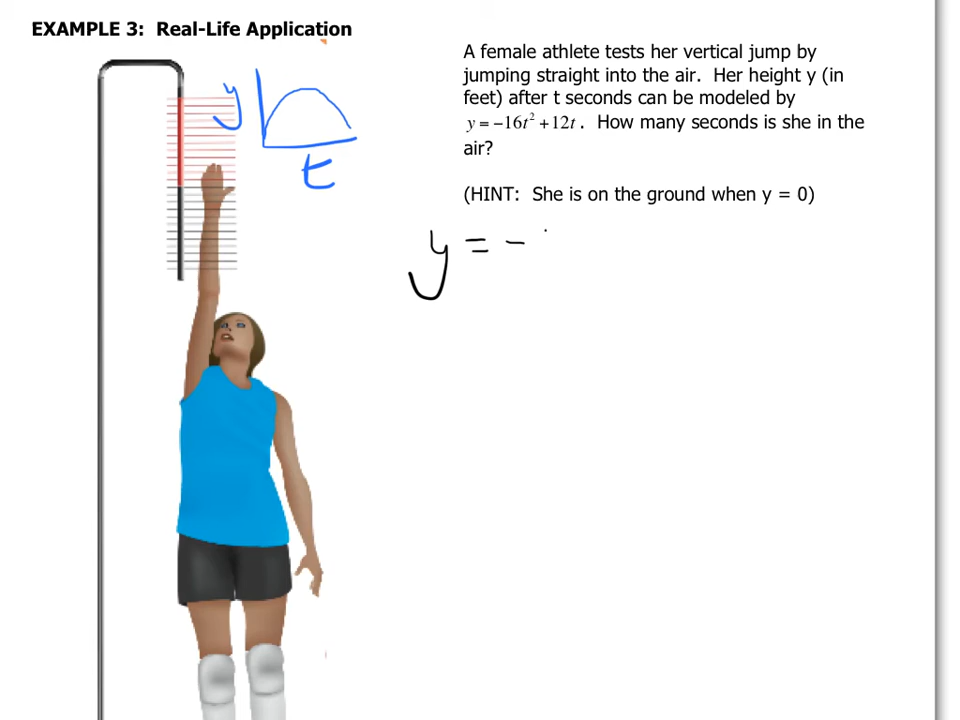 EXAMPLE 3: Real-Life Application
A female athlete tests her vertical jump by
jumping straight into the air. Her height y (in
feet) after t seconds can be modeled by
y = −16t² + 12t. How many seconds is she in the
air?
(HINT: She is on the ground when y = 0)
y
t
y = -